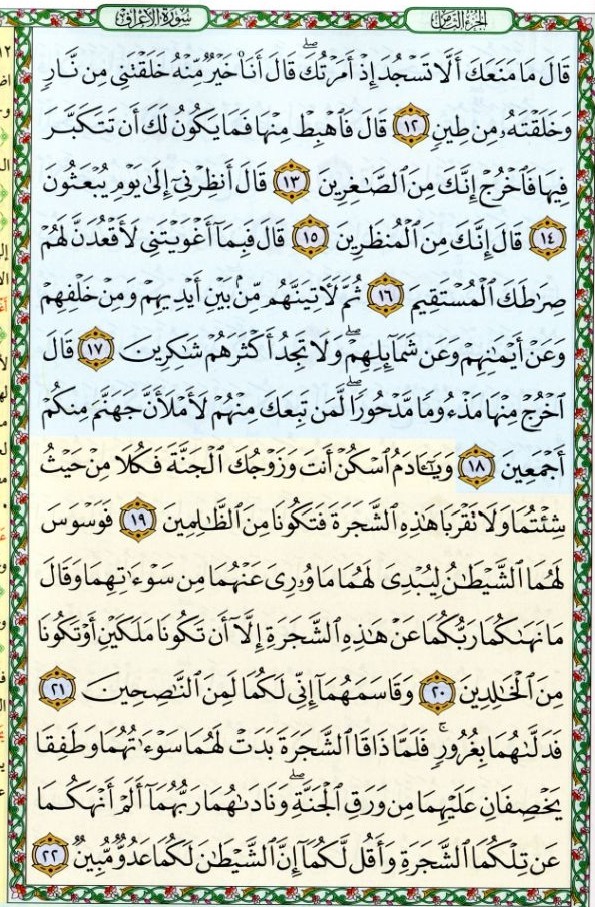 سُورَةُ الأَعْرَافِ
الجُزْءُ الثَّامِنُ
قَالَ مَا مَنَعَكَ أَلَّا تَسْجُدَ إِذْ أَمَرْتُكَ ۖ قَالَ أَنَا۠ خَيْرٌ مِّنْهُ خَلَقْتَنِى مِن نَّارٍ
وَخَلَقْتَهُۥ مِن طِينٍ ١٢ قَالَ فَٱهْبِطْ مِنْهَا فَمَا يَكُونُ لَكَ أَن تَتَكَبَّرَ
فِيهَا فَٱخْرُجْ إِنَّكَ مِنَ ٱلصَّٰغِرِينَ ١٣ قَالَ أَنظِرْنِىٓ إِلَىٰ يَوْمِ يُبْعَثُونَ
١٤ قَالَ إِنَّكَ مِنَ ٱلْمُنظَرِينَ ١٥ قَالَ فَبِمَآ أَغْوَيْتَنِى لَأَقْعُدَنَّ لَهُمْ
صِرَٰطَكَ ٱلْمُسْتَقِيمَ ١٦ ثُمَّ لَءَاتِيَنَّهُم مِّنۢ بَيْنِ أَيْدِيهِمْ وَمِنْ خَلْفِهِمْ
وَعَنْ أَيْمَٰنِهِمْ وَعَن شَمَآئِلِهِمْ ۖ وَلَا تَجِدُ أَكْثَرَهُمْ شَٰكِرِينَ ١٧ قَالَ
ٱخْرُجْ مِنْهَا مَذْءُومًا مَّدْحُورًا ۖ لَّمَن تَبِعَكَ مِنْهُمْ لَأَمْلَأَنَّ جَهَنَّمَ مِنكُمْ
أَجْمَعِينَ ١٨ وَيَٰٓـَٔادَمُ ٱسْكُنْ أَنتَ وَزَوْجُكَ ٱلْجَنَّةَ فَكُلَا مِنْ حَيْثُ
شِئْتُمَا وَلَا تَقْرَبَا هَٰذِهِ ٱلشَّجَرَةَ فَتَكُونَا مِنَ ٱلظَّٰلِمِينَ ١٩ فَوَسْوَسَ
لَهُمَا ٱلشَّيْطَٰنُ لِيُبْدِىَ لَهُمَا مَا وُۥرِىَ عَنْهُمَا مِن سَوْءَٰتِهِمَا وَقَالَ
مَا نَهَىٰكُمَا رَبُّكُمَا عَنْ هَٰذِهِ ٱلشَّجَرَةِ إِلَّآ أَن تَكُونَا مَلَكَيْنِ أَوْ تَكُونَا
مِنَ ٱلْخَٰلِدِينَ ٢٠ وَقَاسَمَهُمَآ إِنِّى لَكُمَا لَمِنَ ٱلنَّٰصِحِينَ ٢١
فَدَلَّىٰهُمَا بِغُرُورٍ ۚ فَلَمَّا ذَاقَا ٱلشَّجَرَةَ بَدَتْ لَهُمَا سَوْءَٰتُهُمَا وَطَفِقَا
يَخْصِفَانِ عَلَيْهِمَا مِن وَرَقِ ٱلْجَنَّةِ ۖ وَنَادَىٰهُمَا رَبُّهُمَآ أَلَمْ أَنْهَكُمَا
عَن تِلْكُمَا ٱلشَّجَرَةِ وَأَقُل لَّكُمَآ إِنَّ ٱلشَّيْطَٰنَ لَكُمَا عَدُوٌّ مُّبِينٌ ٢٢